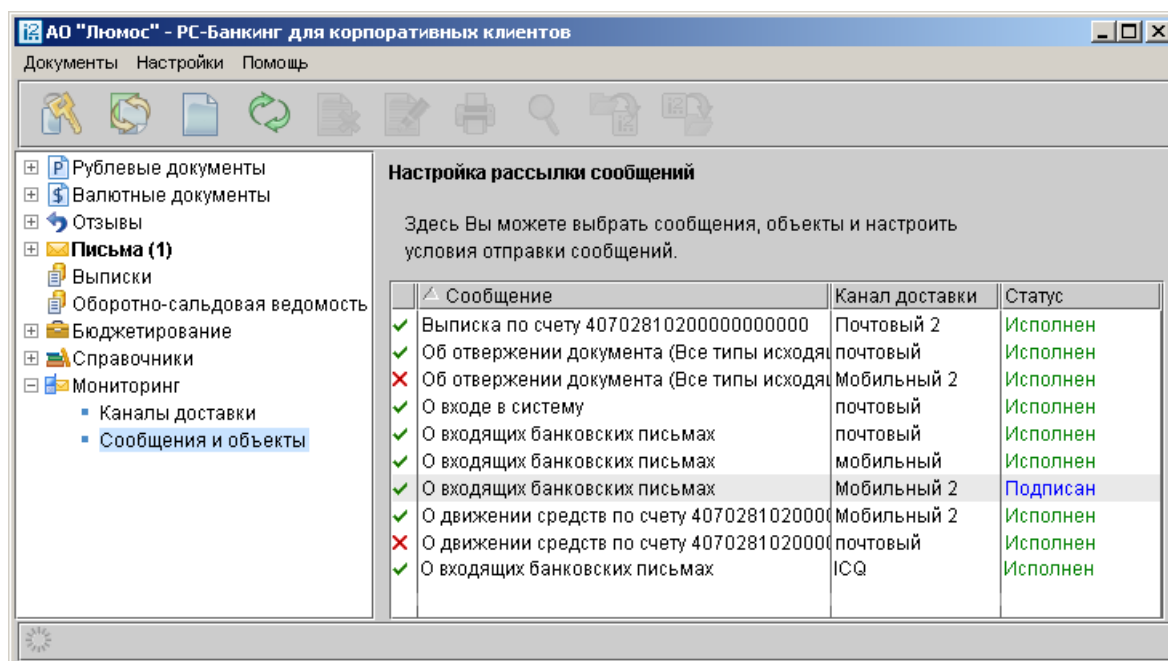 АО "Люмос" - РС-Банкинг для корпоративных клиентов
Документы Настройки Помощь
Рублевые документы
Валютные документы
Отзывы
Письма (1)
Выписки
Оборотно-сальдовая ведомость
Бюджетирование
Справочники
Мониторинг
Каналы доставки
Сообщения и объекты
Настройка рассылки сообщений
Здесь Вы можете выбрать сообщения, объекты и настроить
условия отправки сообщений.
Сообщение Канал доставки Статус
Выписка по счету 40702810200000000000 Почтовый 2 Исполнен
Об отвержении документа (Все типы исходящ почтовый Исполнен
Об отвержении документа (Все типы исходящ Мобильный 2 Исполнен
О входе в систему почтовый Исполнен
О входящих банковских письмах почтовый Исполнен
О входящих банковских письмах мобильный Исполнен
О входящих банковских письмах Мобильный 2 Подписан
О движении средств по счету 4070281020000 Мобильный 2 Исполнен
О движении средств по счету 4070281020000 почтовый Исполнен
О входящих банковских письмах ICQ Исполнен